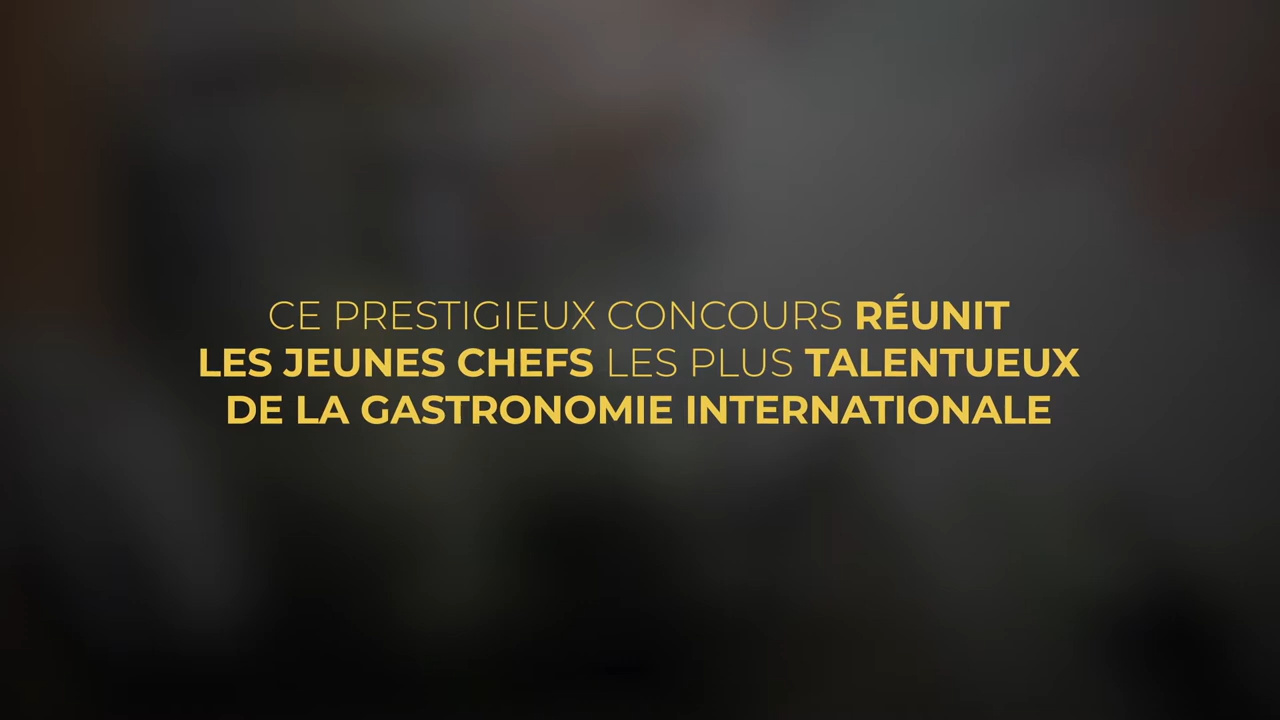 CE PRESTIGIEUX CONCOURS RÉUNIT
LES JEUNES CHEFS LES PLUS TALENTUEUX
DE LA GASTRONOMIE INTERNATIONALE